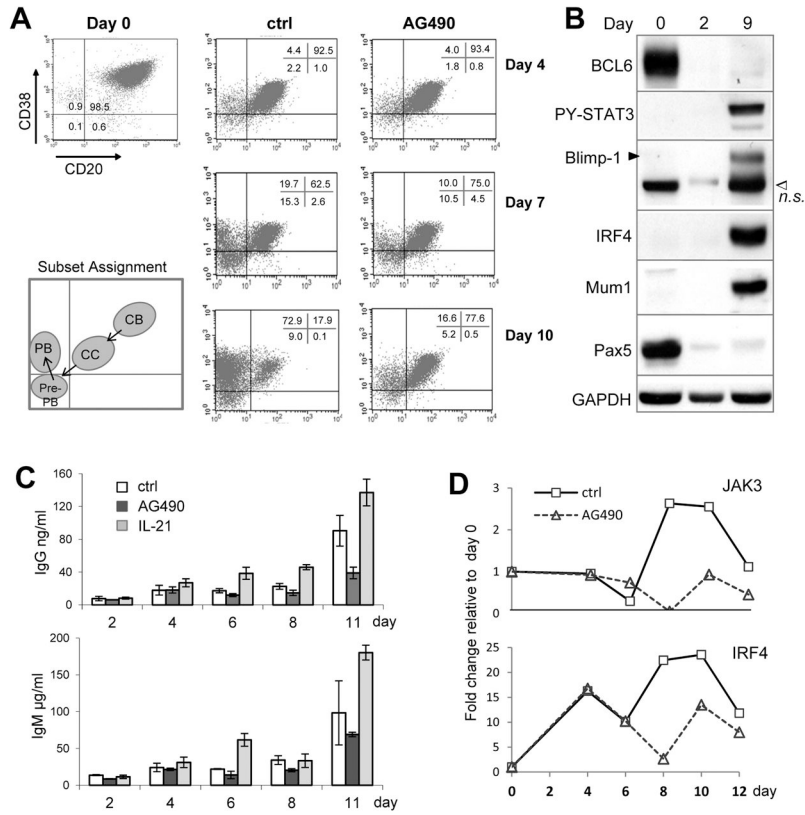 A
Day 0
ctrl
AG490
CD38
CD20
10⁰ 10¹ 10² 10³ 10⁴
0.9 98.5
0.1 0.6
4.4 92.5
2.2 1.0
4.0 93.4
1.8 0.8
Day 4
19.7 62.5
15.3 2.6
10.0 75.0
10.5 4.5
Day 7
72.9 17.9
9.0 0.1
16.6 77.6
5.2 0.5
Day 10
Subset Assignment
CB
CC
PB
Pre-
PB
B
Day 0 2 9
BCL6
PY-STAT3
Blimp-1
n.s.
IRF4
Mum1
Pax5
GAPDH
C
ctrl
AG490
IL-21
IgG ng/ml
160
120
80
40
0
2 4 6 8 11 day
IgM µg/ml
200
150
100
50
0
2 4 6 8 11 day
D
JAK3
ctrl
AG490
Fold change relative to day 0
3
2
1
0
IRF4
25
20
15
10
5
0
0 2 4 6 8 10 12 day